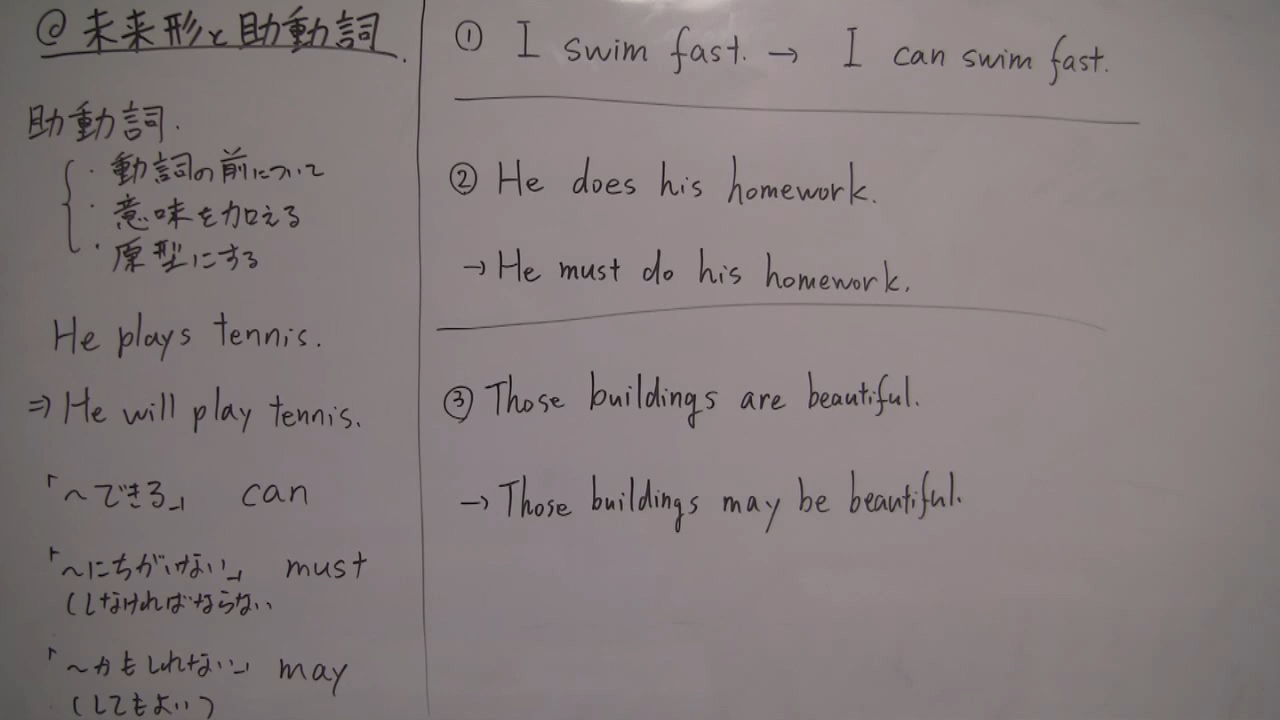 @ 未来形と助動詞.
助動詞.
・動詞の前について
・意味を加える
・原型にする
He plays tennis.
⇒ He will play tennis.
「~できる」 can
「~にちがいない」 must
(しなければならない
「~かもしれない」 may
(してもよい)
① I swim fast. → I can swim fast.
② He does his homework.
→ He must do his homework.
③ Those buildings are beautiful.
→ Those buildings may be beautiful.